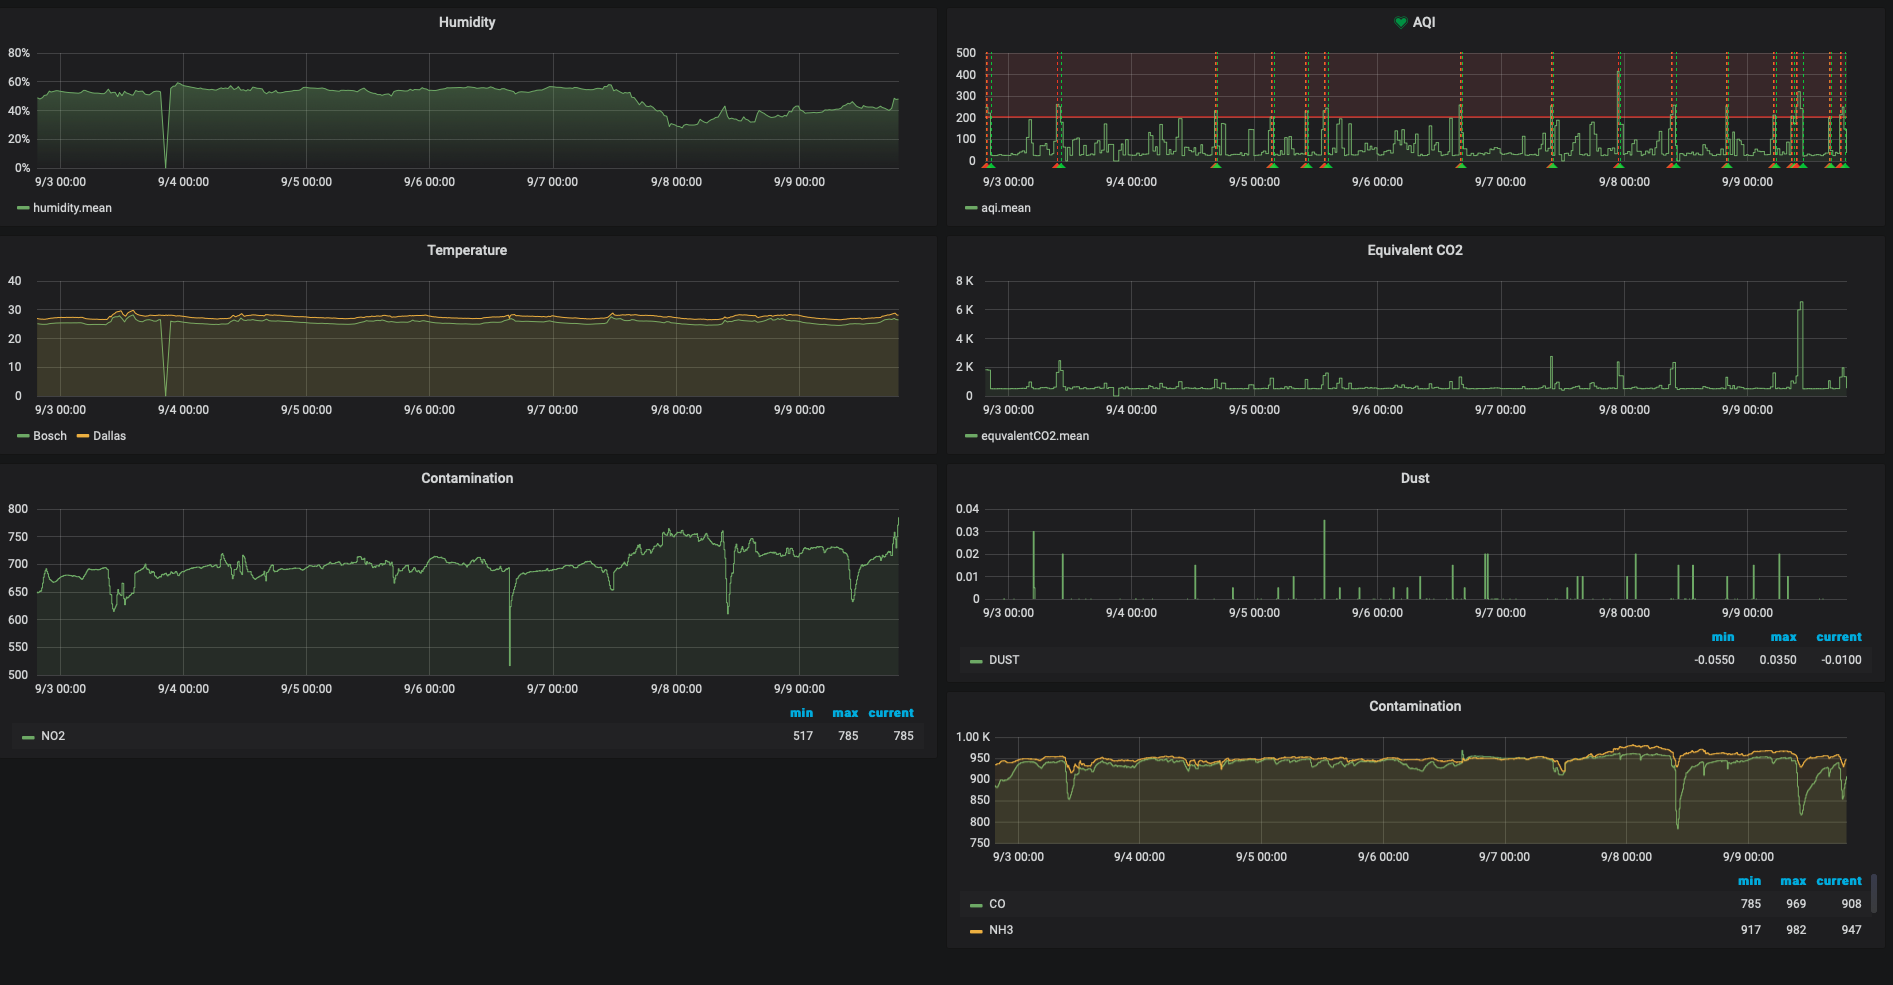 Humidity
80%
60%
40%
20%
0%
9/3 00:00 9/4 00:00 9/5 00:00 9/6 00:00 9/7 00:00 9/8 00:00 9/9 00:00
humidity.mean
AQI
500
400
300
200
100
0
9/3 00:00 9/4 00:00 9/5 00:00 9/6 00:00 9/7 00:00 9/8 00:00 9/9 00:00
aqi.mean
Temperature
40
30
20
10
0
9/3 00:00 9/4 00:00 9/5 00:00 9/6 00:00 9/7 00:00 9/8 00:00 9/9 00:00
Bosch Dallas
Equivalent CO2
8 K
6 K
4 K
2 K
0
9/3 00:00 9/4 00:00 9/5 00:00 9/6 00:00 9/7 00:00 9/8 00:00 9/9 00:00
equvalentCO2.mean
Contamination
800
750
700
650
600
550
500
9/3 00:00 9/4 00:00 9/5 00:00 9/6 00:00 9/7 00:00 9/8 00:00 9/9 00:00
min max current
NO2 517 785 785
Dust
0.04
0.03
0.02
0.01
0
9/3 00:00 9/4 00:00 9/5 00:00 9/6 00:00 9/7 00:00 9/8 00:00 9/9 00:00
min max current
DUST -0.0550 0.0350 -0.0100
Contamination
1.00 K
950
900
850
800
750
9/3 00:00 9/4 00:00 9/5 00:00 9/6 00:00 9/7 00:00 9/8 00:00 9/9 00:00
min max current
CO 785 969 908
NH3 917 982 947